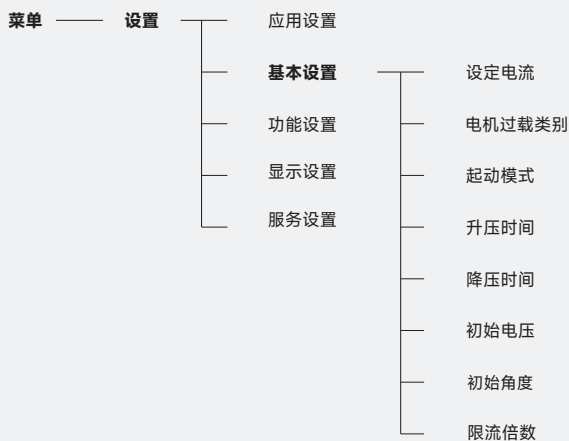 菜单
设置
应用设置
基本设置
设定电流
功能设置
电机过载类别
显示设置
起动模式
服务设置
升压时间
降压时间
初始电压
初始角度
限流倍数